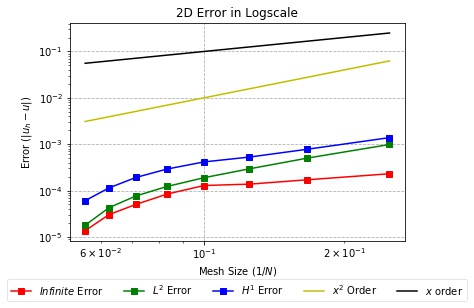 2D Error in Logscale
Error (|u_h − u|)
10⁻¹
10⁻²
10⁻³
10⁻⁴
10⁻⁵
6 × 10⁻² 10⁻¹ 2 × 10⁻¹
Mesh Size (1/N)
Infinite Error L² Error H¹ Error x² Order x order